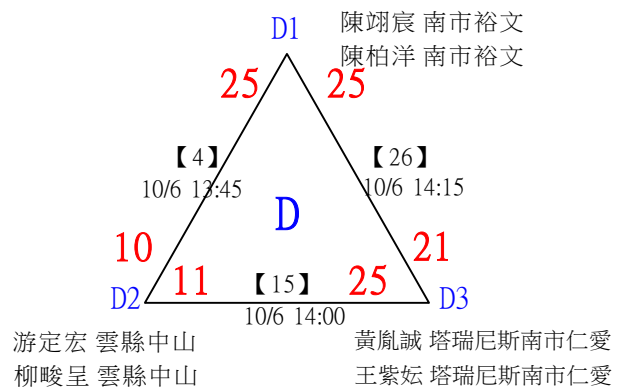 D1
陳翊宸 南市裕文
陳柏洋 南市裕文
25
25
【4】
10/6 13:45
【26】
10/6 14:15
D
10
21
11
【15】
25
D2
10/6 14:00
D3
游定宏 雲縣中山
柳畯呈 雲縣中山
黃胤誠 塔瑞尼斯南市仁愛
王紫妘 塔瑞尼斯南市仁愛